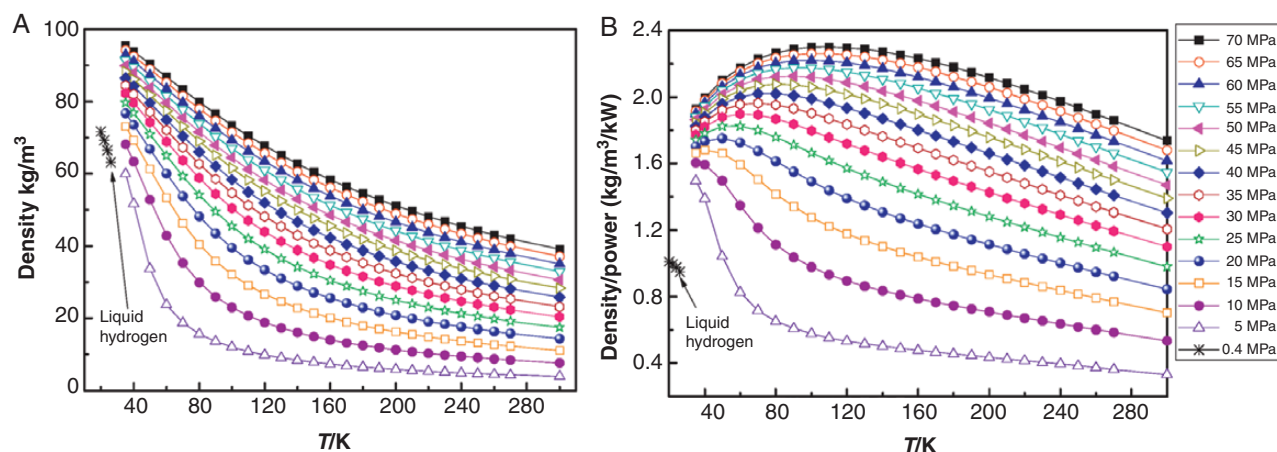 A
Density kg/m³
100
80
60
40
20
0
Liquid
hydrogen
40 80 120 160 200 240 280
T/K
B
Density/power (kg/m³/kW)
2.4
2.0
1.6
1.2
0.8
0.4
Liquid
hydrogen
40 80 120 160 200 240 280
T/K
70 MPa
65 MPa
60 MPa
55 MPa
50 MPa
45 MPa
40 MPa
35 MPa
30 MPa
25 MPa
20 MPa
15 MPa
10 MPa
5 MPa
0.4 MPa